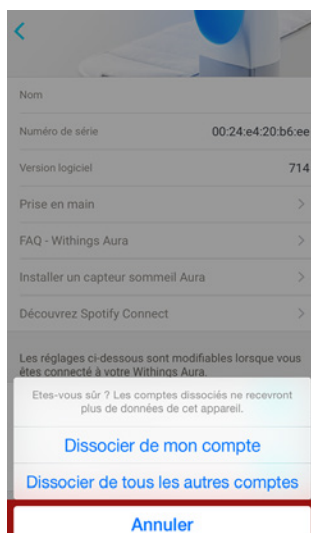 Nom
Numéro de série 00:24:e4:20:b6:ee
Version logiciel 714
Prise en main
FAQ - Withings Aura
Installer un capteur sommeil Aura
Découvrez Spotify Connect
Les réglages ci-dessous sont modifiables lorsque vous
êtes connecté à votre Withings Aura.
Etes-vous sûr ? Les comptes dissociés ne recevront
plus de données de cet appareil.
Dissocier de mon compte
Dissocier de tous les autres comptes
Annuler